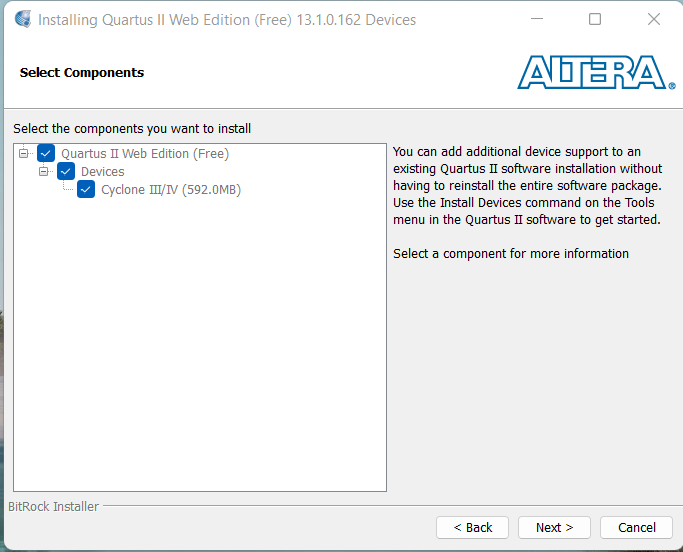 Installing Quartus II Web Edition (Free) 13.1.0.162 Devices
Select Components
ALTERA®
Select the components you want to install
Quartus II Web Edition (Free)
Devices
Cyclone III/IV (592.0MB)
You can add additional device support to an
existing Quartus II software installation without
having to reinstall the entire software package.
Use the Install Devices command on the Tools
menu in the Quartus II software to get started.
Select a component for more information
BitRock Installer
< Back
Next >
Cancel